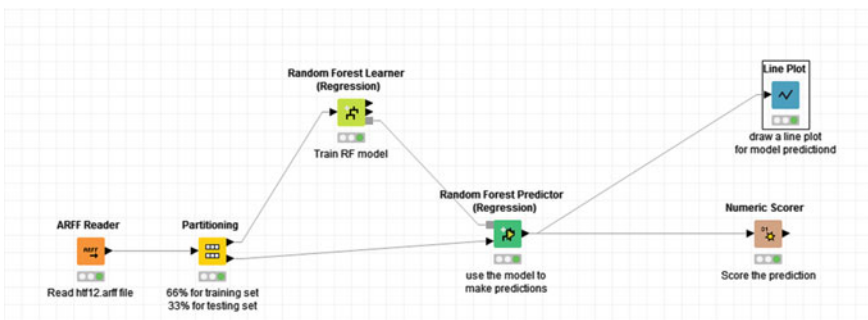 Line Plot
Random Forest Learner
(Regression)
draw a line plot
for model predictiond
Train RF model
Random Forest Predictor
(Regression)
Numeric Scorer
ARFF Reader
Partitioning
ARFF
Read htf12.arff file
66% for training set
33% for testing set
use the model to
make predictions
Score the prediction